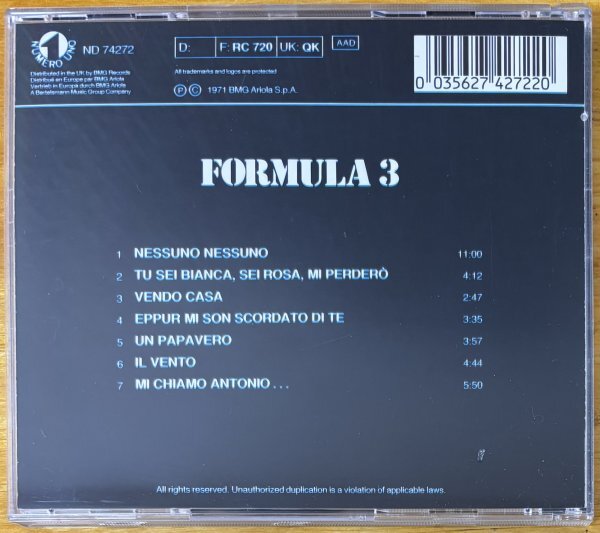 1
NUMERO UNO
ND 74272
Distributed in the UK by BMG Records
Distribué en Europe par BMG Ariola
Vertrieb in Europa durch BMG Ariola
A Bertelsmann Music Group Company
D: F: RC 720 UK: QK AAD
All trademarks and logos are protected
Ⓟ © 1971 BMG Ariola S.p.A.
0 035627 427220
FORMULA 3
1 NESSUNO NESSUNO 11:00
2 TU SEI BIANCA, SEI ROSA, MI PERDERÒ 4:12
3 VENDO CASA 2:47
4 EPPUR MI SON SCORDATO DI TE 3:35
5 UN PAPAVERO 3:57
6 IL VENTO 4:44
7 MI CHIAMO ANTONIO . . . 5:50
All rights reserved. Unauthorized duplication is a violation of applicable laws.